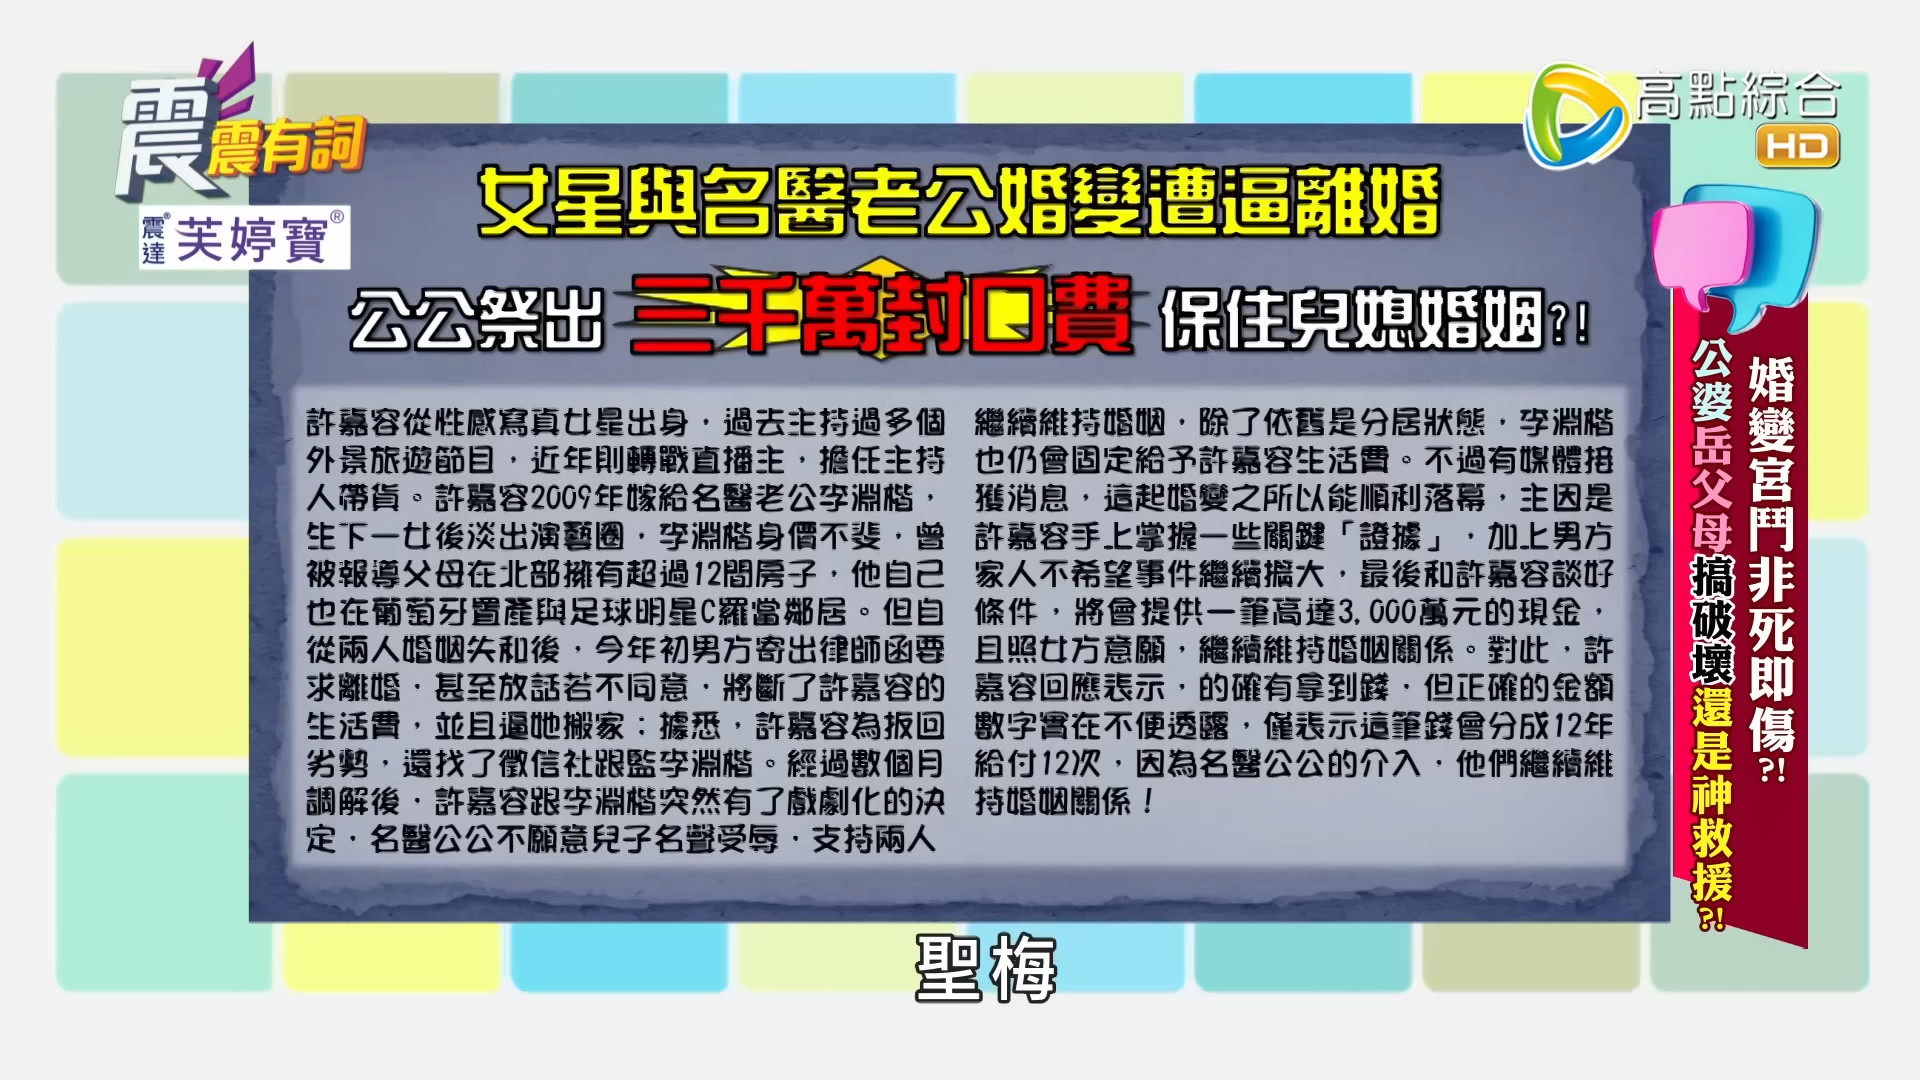 震震有詞
震達® 芙婷寶®
高點綜合
HD
女星與名醫老公婚變遭逼離婚
公公祭出三千萬封口費保住兒媳婚姻?!
許嘉容從性感寫真女星出身，過去主持過多個
外景旅遊節目，近年則轉戰直播主，擔任主持
人帶貨。許嘉容2009年嫁給名醫老公李淵楷，
生下一女後淡出演藝圈，李淵楷身價不斐，曾
被報導父母在北部擁有超過12間房子，他自己
也在葡萄牙置產與足球明星C羅當鄰居。但自
從兩人婚姻失和後，今年初男方寄出律師函要
求離婚，甚至放話若不同意，將斷了許嘉容的
生活費，並且逼她搬家；據悉，許嘉容為扳回
劣勢，還找了徵信社跟監李淵楷。經過數個月
調解後，許嘉容跟李淵楷突然有了戲劇化的決
定，名醫公公不願意兒子名聲受辱，支持兩人
繼續維持婚姻，除了依舊是分居狀態，李淵楷
也仍會固定給予許嘉容生活費。不過有媒體接
獲消息，這起婚變之所以能順利落幕，主因是
許嘉容手上掌握一些關鍵「證據」，加上男方
家人不希望事件繼續擴大，最後和許嘉容談好
條件，將會提供一筆高達3,000萬元的現金，
且照女方意願，繼續維持婚姻關係。對此，許
嘉容回應表示，的確有拿到錢，但正確的金額
數字實在不便透露，僅表示這筆錢會分成12年
給付12次，因為名醫公公的介入，他們繼續維
持婚姻關係！
婚變宮鬥非死即傷?!
公婆岳父母搞破壞還是神救援?!
聖梅